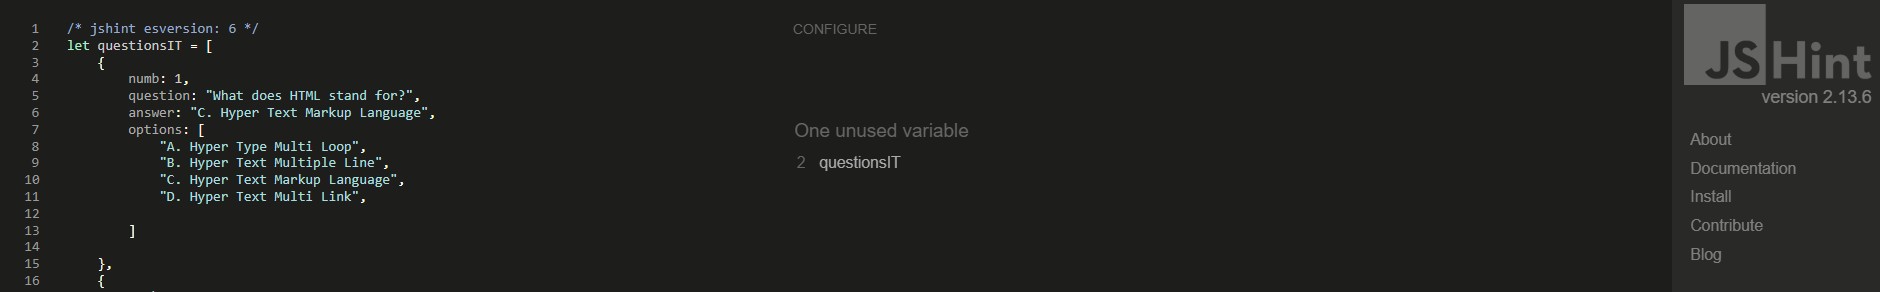 1 /* jshint esversion: 6 */
2 let questionsIT = [
3 {
4 numb: 1,
5 question: "What does HTML stand for?",
6 answer: "C. Hyper Text Markup Language",
7 options: [
8 "A. Hyper Type Multi Loop",
9 "B. Hyper Text Multiple Line",
10 "C. Hyper Text Markup Language",
11 "D. Hyper Text Multi Link",
12
13 ]
14
15 },
16 {
CONFIGURE
One unused variable
2 questionsIT
JSHint
version 2.13.6
About
Documentation
Install
Contribute
Blog